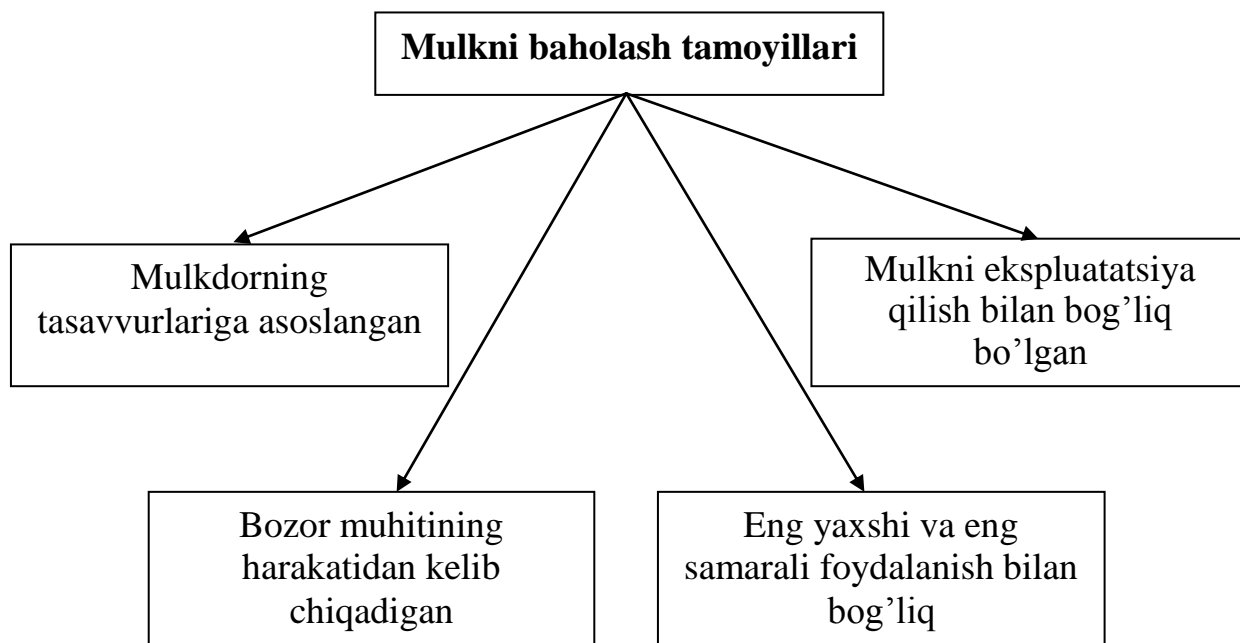 Mulkni baholash tamoyillari
Mulkdorning
tasavvurlariga asoslangan
Mulkni ekspluatatsiya
qilish bilan bog’liq
bo’lgan
Bozor muhitining
harakatidan kelib
chiqadigan
Eng yaxshi va eng
samarali foydalanish bilan
bog’liq